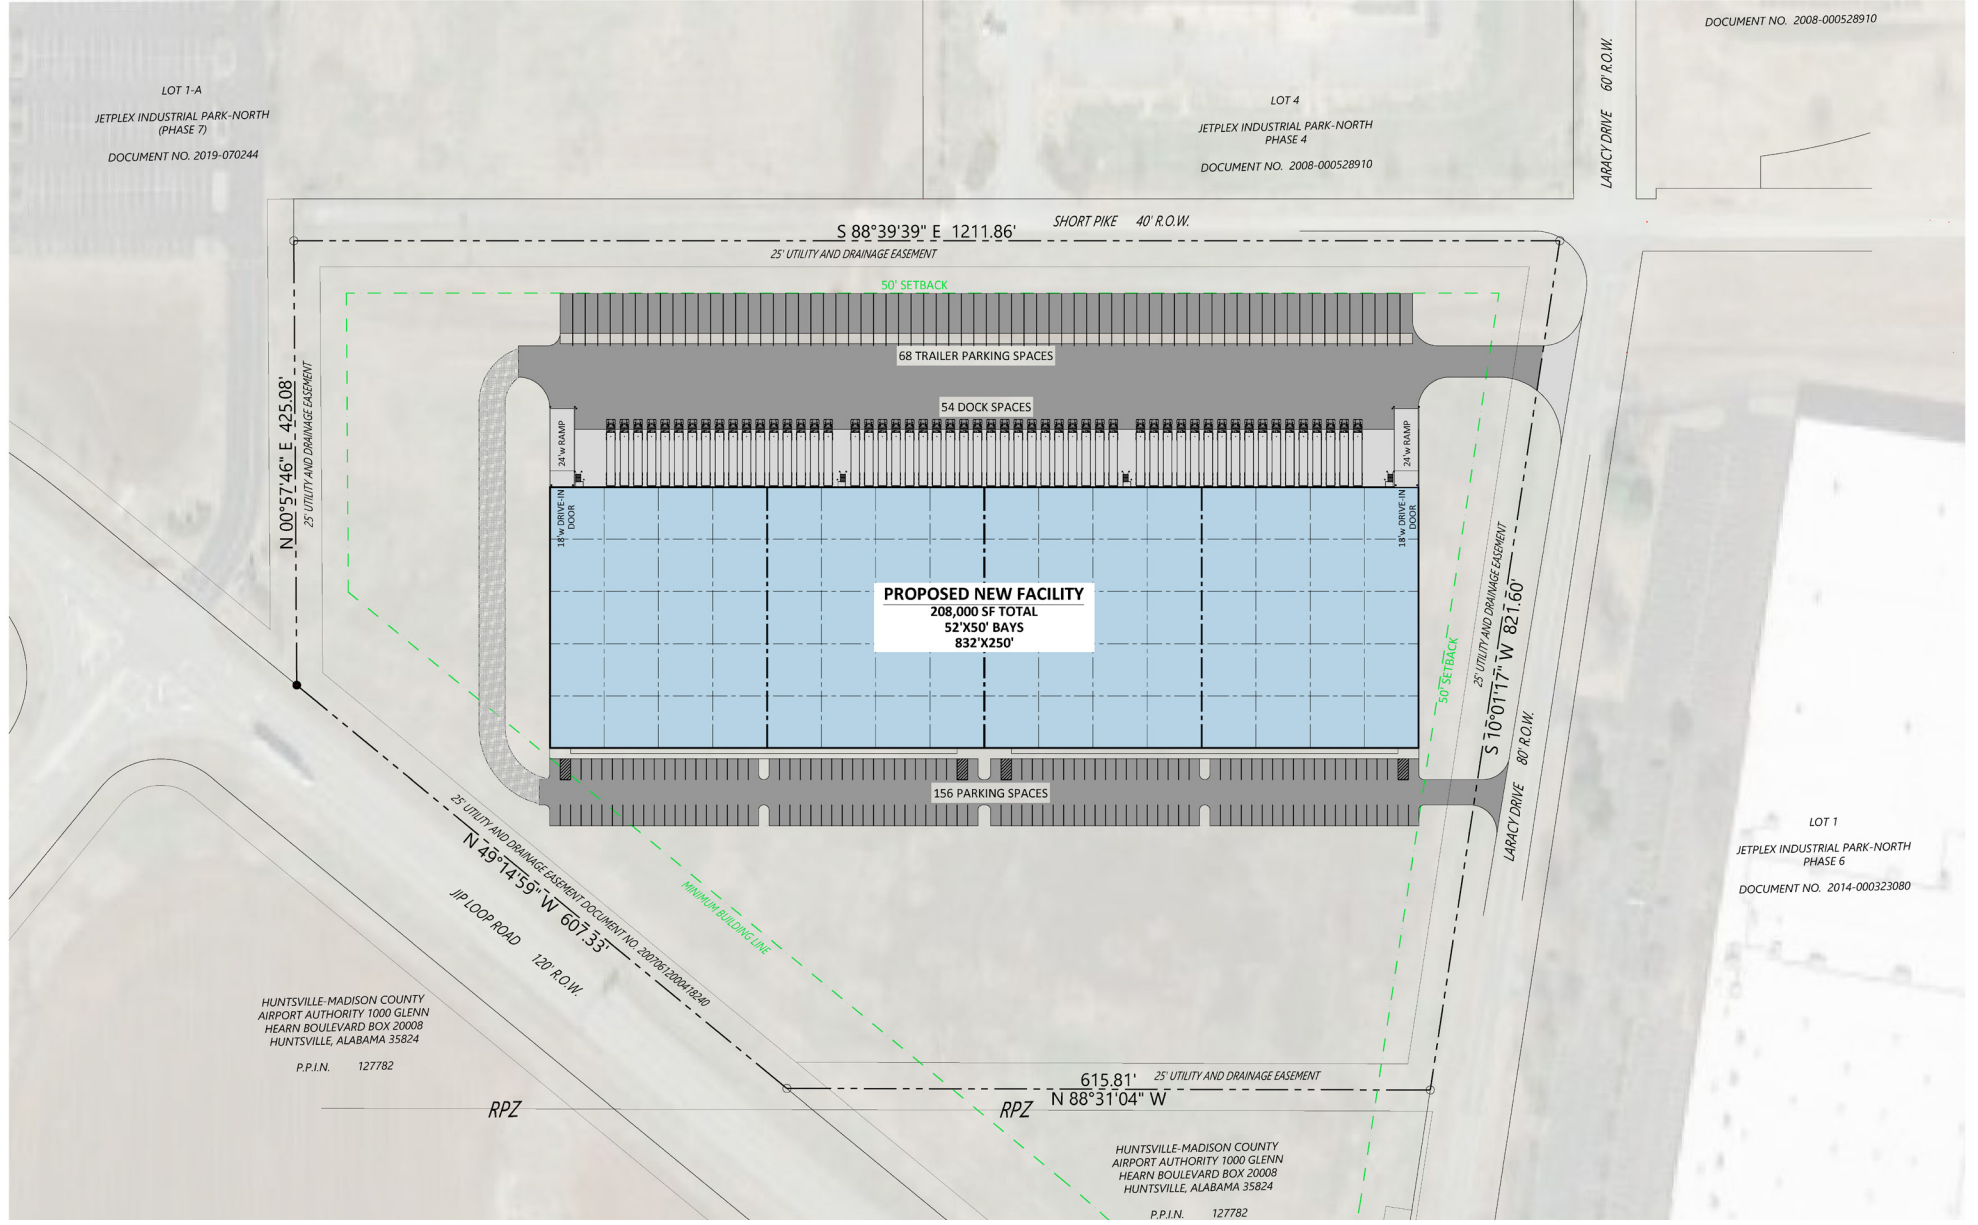 DOCUMENT NO. 2008-000528910
LARACY DRIVE 60' R.O.W.
LOT 1-A
JETPLEX INDUSTRIAL PARK-NORTH
(PHASE 7)
DOCUMENT NO. 2019-070244
LOT 4
JETPLEX INDUSTRIAL PARK-NORTH
PHASE 4
DOCUMENT NO. 2008-000528910
SHORT PIKE 40' R.O.W.
S 88°39'39" E 1211.86'
25' UTILITY AND DRAINAGE EASEMENT
50' SETBACK
68 TRAILER PARKING SPACES
54 DOCK SPACES
24'w RAMP
24'w RAMP
18'w DRIVE-IN
DOOR
18'w DRIVE-IN
DOOR
N 00°57'46" E 425.08'
25' UTILITY AND DRAINAGE EASEMENT
PROPOSED NEW FACILITY
208,000 SF TOTAL
52'X50' BAYS
832'X250'
25' UTILITY AND DRAINAGE EASEMENT
S 10°01'17" W 821.60'
50' SETBACK
LARACY DRIVE 80' R.O.W.
156 PARKING SPACES
LOT 1
JETPLEX INDUSTRIAL PARK-NORTH
PHASE 6
DOCUMENT NO. 2014-000323080
25' UTILITY AND DRAINAGE EASEMENT DOCUMENT NO. 20070612000418240
N 49°14'59" W 607.33'
JIP LOOP ROAD 120' R.O.W.
MINIMUM BUILDING LINE
HUNTSVILLE-MADISON COUNTY
AIRPORT AUTHORITY 1000 GLENN
HEARN BOULEVARD BOX 20008
HUNTSVILLE, ALABAMA 35824
P.P.I.N. 127782
615.81'
25' UTILITY AND DRAINAGE EASEMENT
N 88°31'04" W
RPZ
RPZ
HUNTSVILLE-MADISON COUNTY
AIRPORT AUTHORITY 1000 GLENN
HEARN BOULEVARD BOX 20008
HUNTSVILLE, ALABAMA 35824
P.P.I.N. 127782